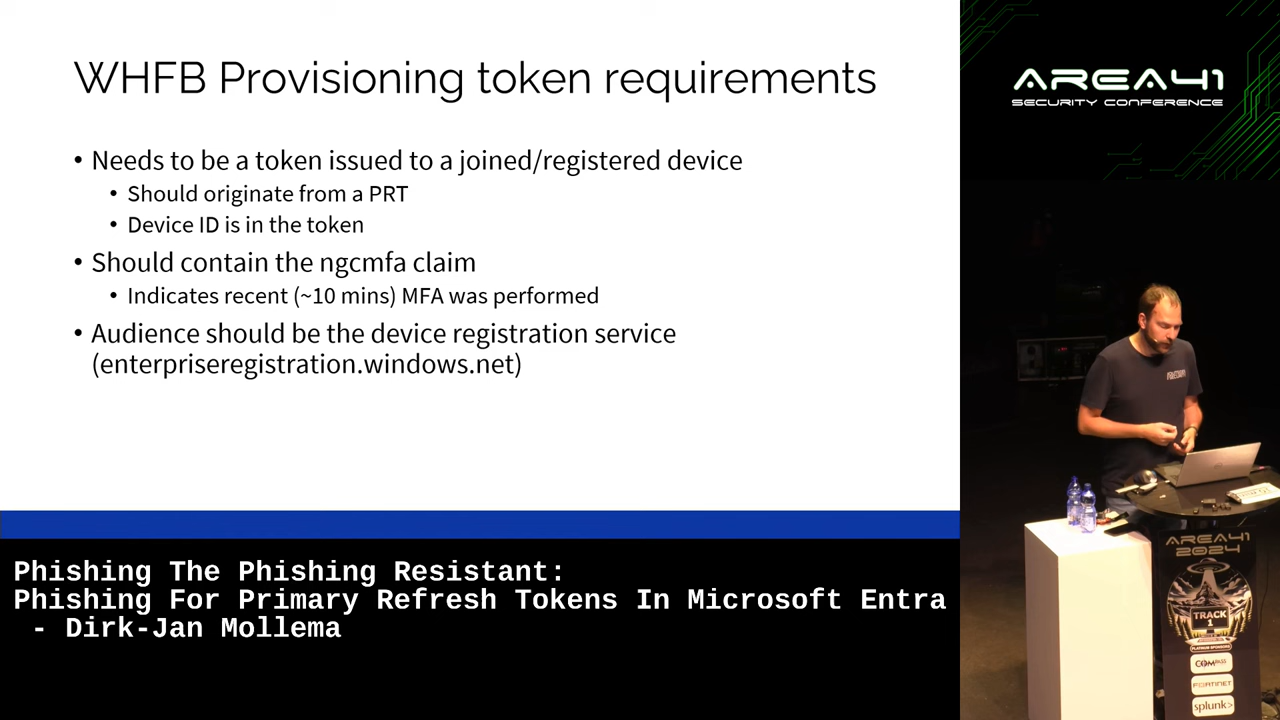 WHFB Provisioning token requirements
• Needs to be a token issued to a joined/registered device
• Should originate from a PRT
• Device ID is in the token
• Should contain the ngcmfa claim
• Indicates recent (~10 mins) MFA was performed
• Audience should be the device registration service
(enterpriseregistration.windows.net)
Phishing The Phishing Resistant:
Phishing For Primary Refresh Tokens In Microsoft Entra
- Dirk-Jan Mollema
AREA41
SECURITY CONFERENCE
AREA41
2024
TRACK
1
PLATINUM SPONSORS
COMPASS
FORTINET
splunk>